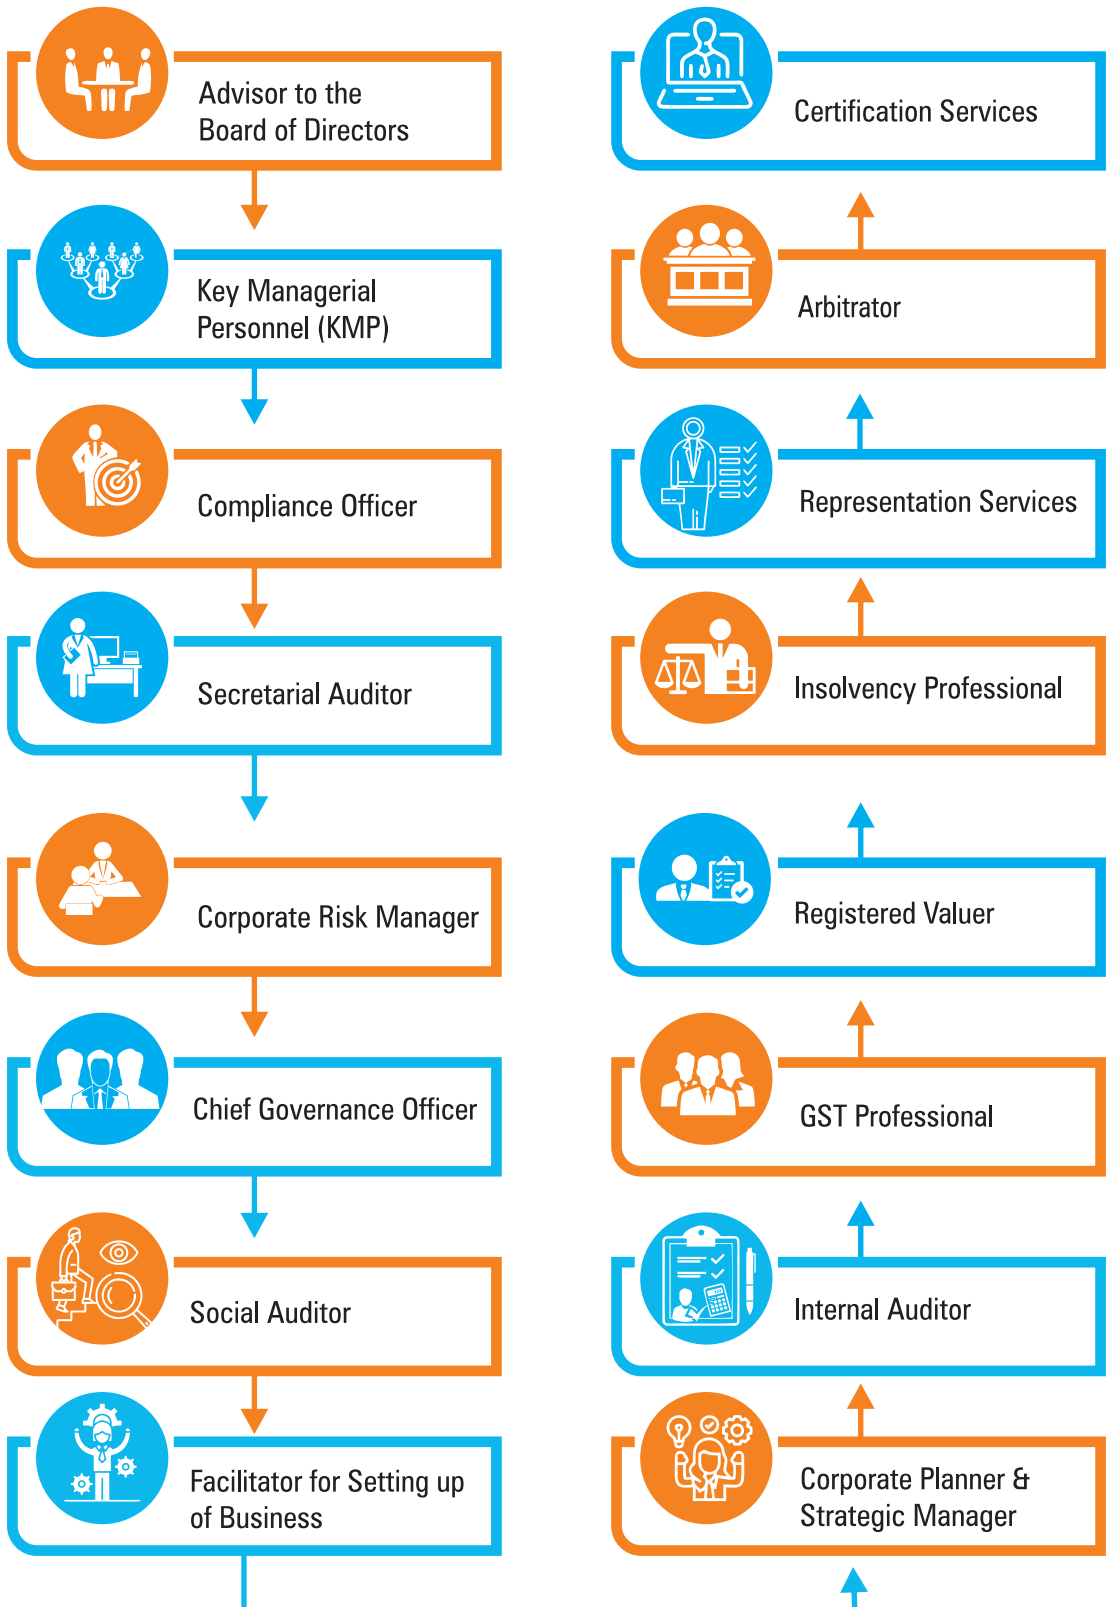 Advisor to the
Board of Directors
Key Managerial
Personnel (KMP)
Compliance Officer
Secretarial Auditor
Corporate Risk Manager
Chief Governance Officer
Social Auditor
Facilitator for Setting up
of Business
Certification Services
Arbitrator
Representation Services
Insolvency Professional
Registered Valuer
GST Professional
Internal Auditor
Corporate Planner &
Strategic Manager